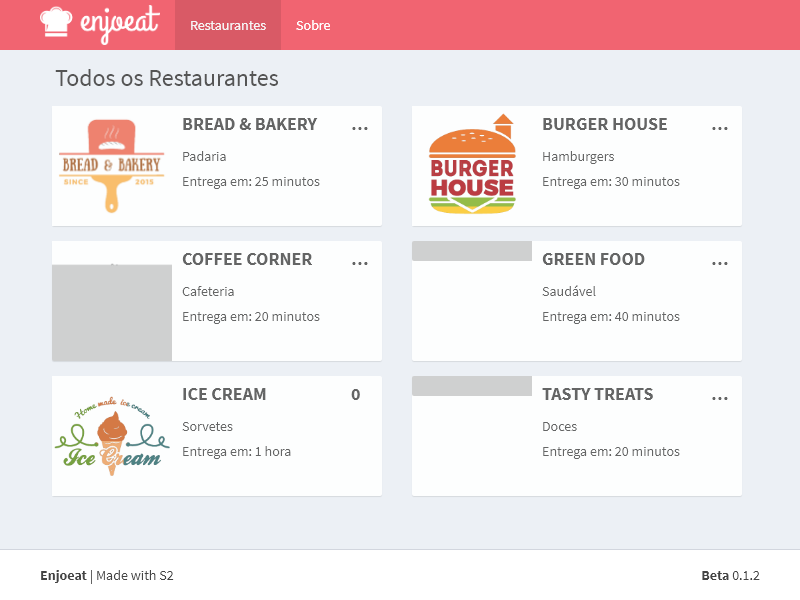 enjoeat Restaurantes Sobre
Todos os Restaurantes
BREAD & BAKERY
SINCE 2015
BREAD & BAKERY ...
Padaria
Entrega em: 25 minutos
BURGER
HOUSE
BURGER HOUSE ...
Hamburgers
Entrega em: 30 minutos
COFFEE CORNER ...
Cafeteria
Entrega em: 20 minutos
GREEN FOOD ...
Saudável
Entrega em: 40 minutos
Home made ice cream
Ice Cream
ICE CREAM 0
Sorvetes
Entrega em: 1 hora
TASTY TREATS ...
Doces
Entrega em: 20 minutos
Enjoeat | Made with S2
Beta 0.1.2